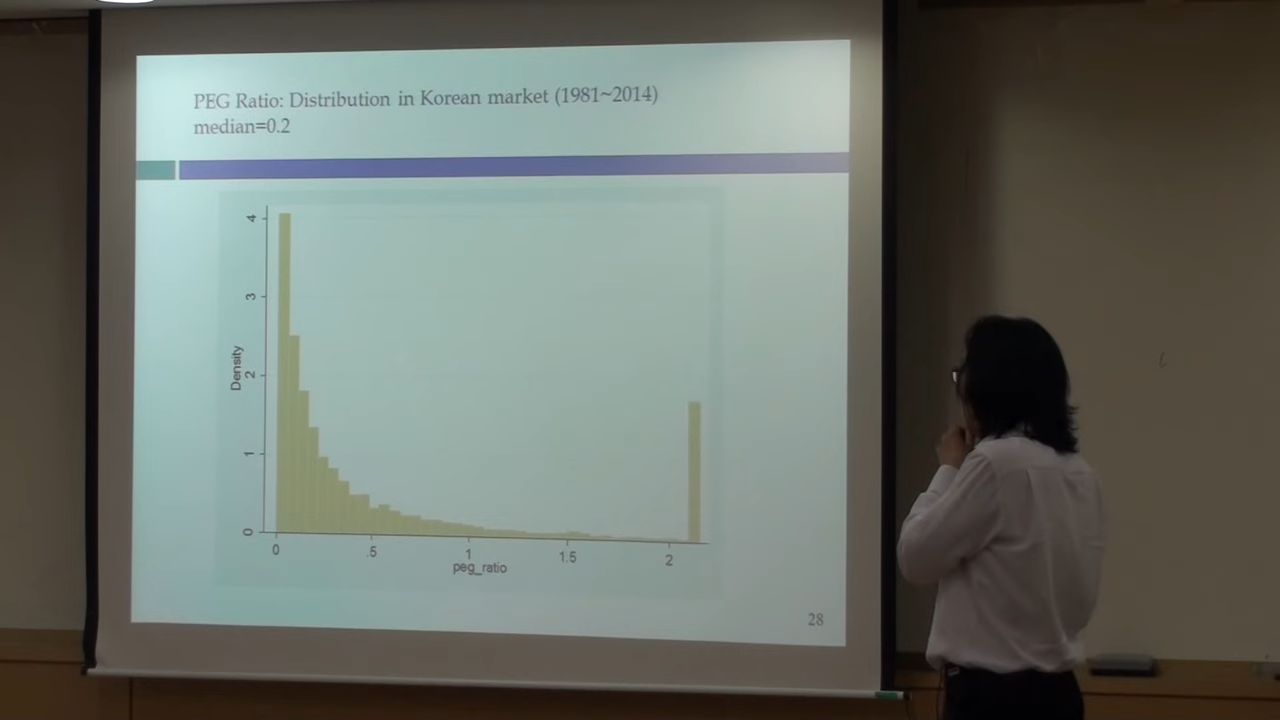 PEG Ratio: Distribution in Korean market (1981~2014)
median=0.2
4
3
2
1
0
Density
0 .5 1 1.5 2
peg_ratio
28